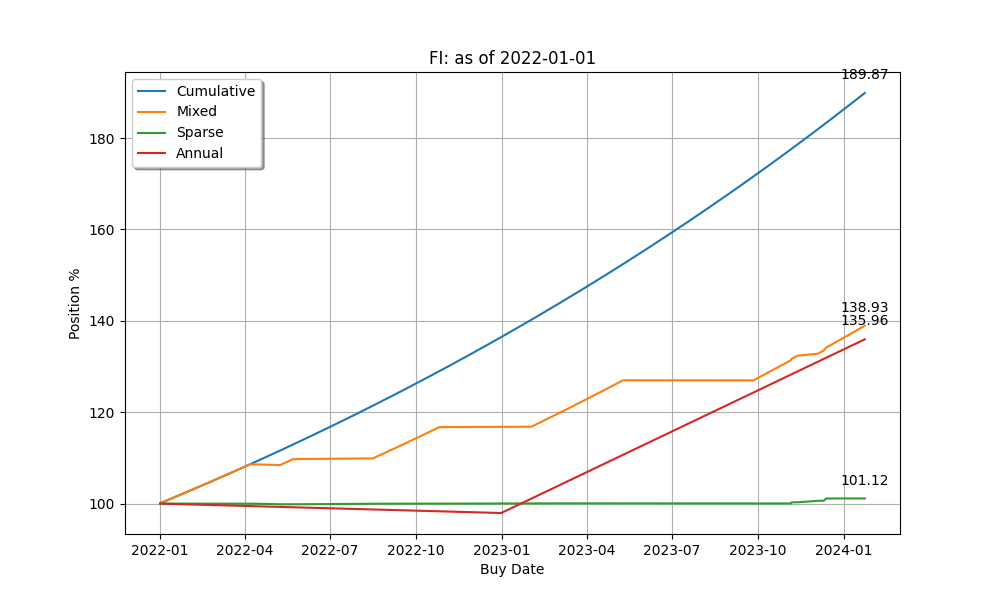 FI: as of 2022-01-01
189.87
Cumulative
Mixed
Sparse
Annual
180
160
140
120
100
138.93
135.96
101.12
Position %
2022-01
2022-04
2022-07
2022-10
2023-01
2023-04
2023-07
2023-10
2024-01
Buy Date